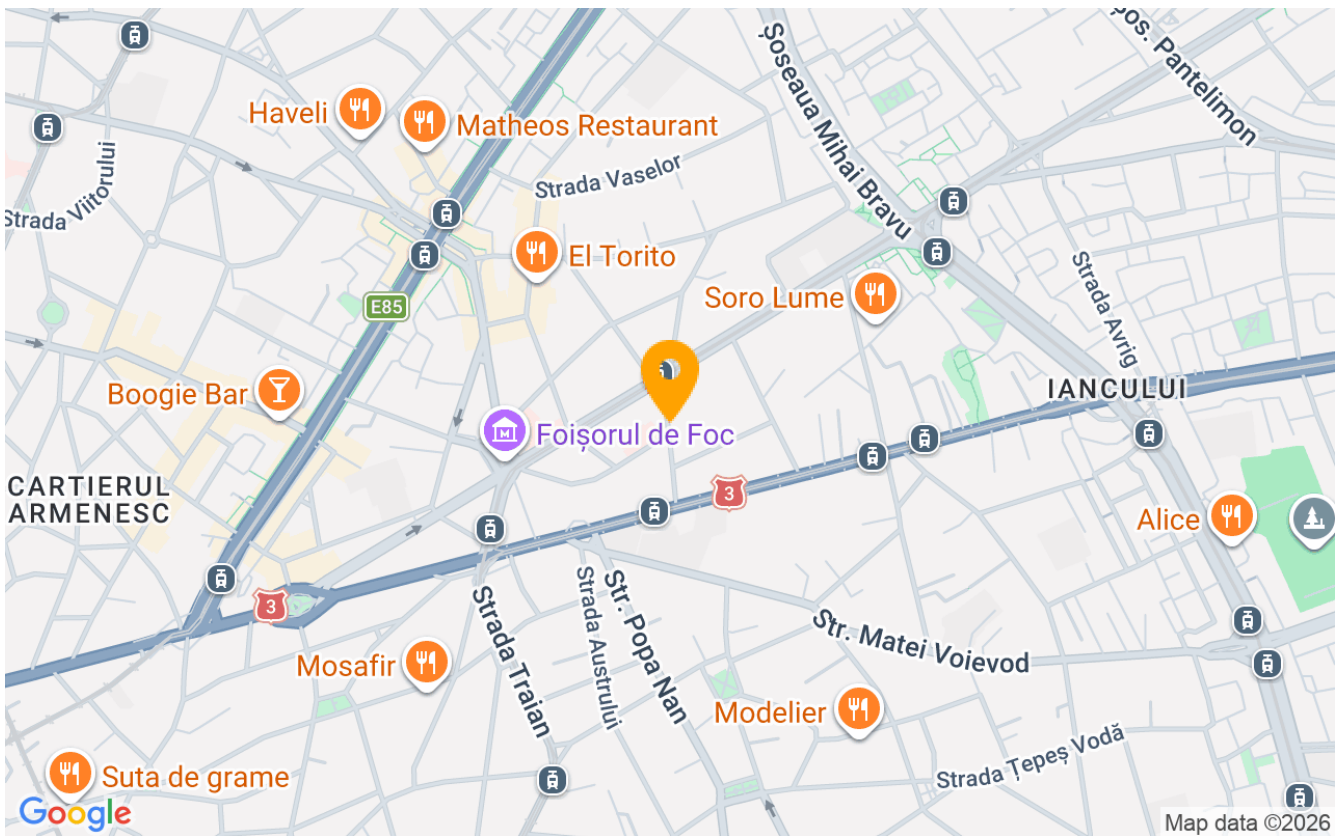 șos. Pantelimon
Șoseaua Mihai Bravu
Haveli
Matheos Restaurant
Strada Vaselor
Strada Viitorului
El Torito
Soro Lume
Strada Avrig
E85
IANCULUI
Boogie Bar
Foișorul de Foc
CARTIERUL
ARMENESC
3
Alice
3
Strada Traian
Strada Austrului
Str. Popa Nan
Str. Matei Voievod
Mosafir
Modelier
Strada Țepeș Vodă
Suta de grame
Google
Map data ©2026